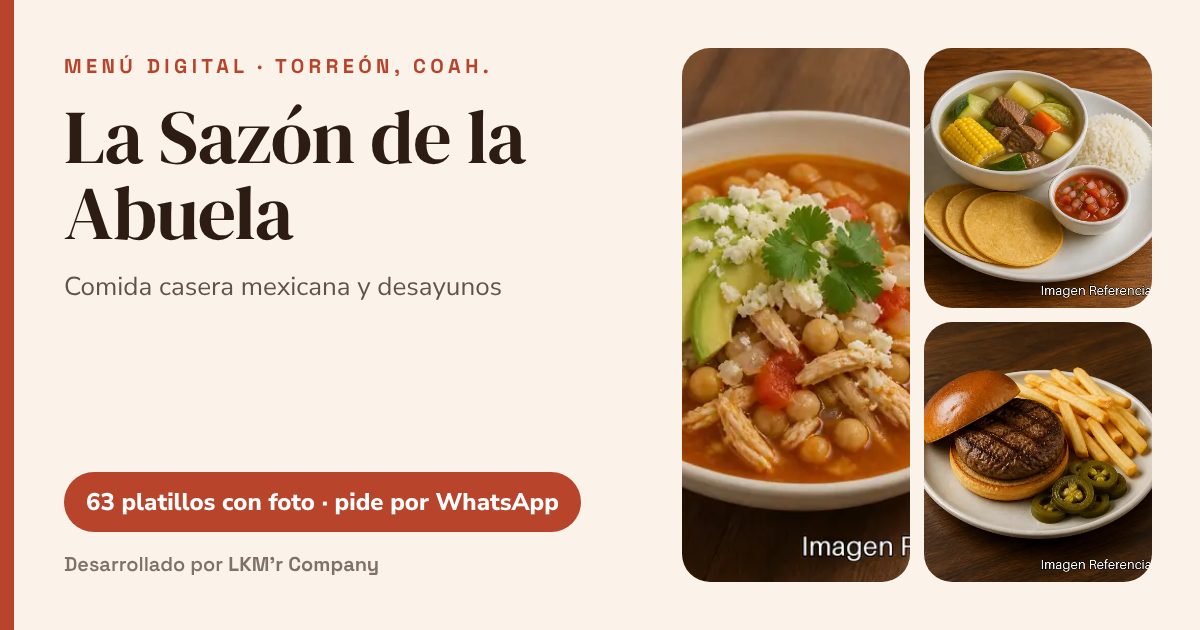 MENÚ DIGITAL · TORREÓN, COAH.
La Sazón de la
Abuela
Comida casera mexicana y desayunos
63 platillos con foto · pide por WhatsApp
Desarrollado por LKM’r Company
Imagen
Imagen Referencia
Imagen Referencia